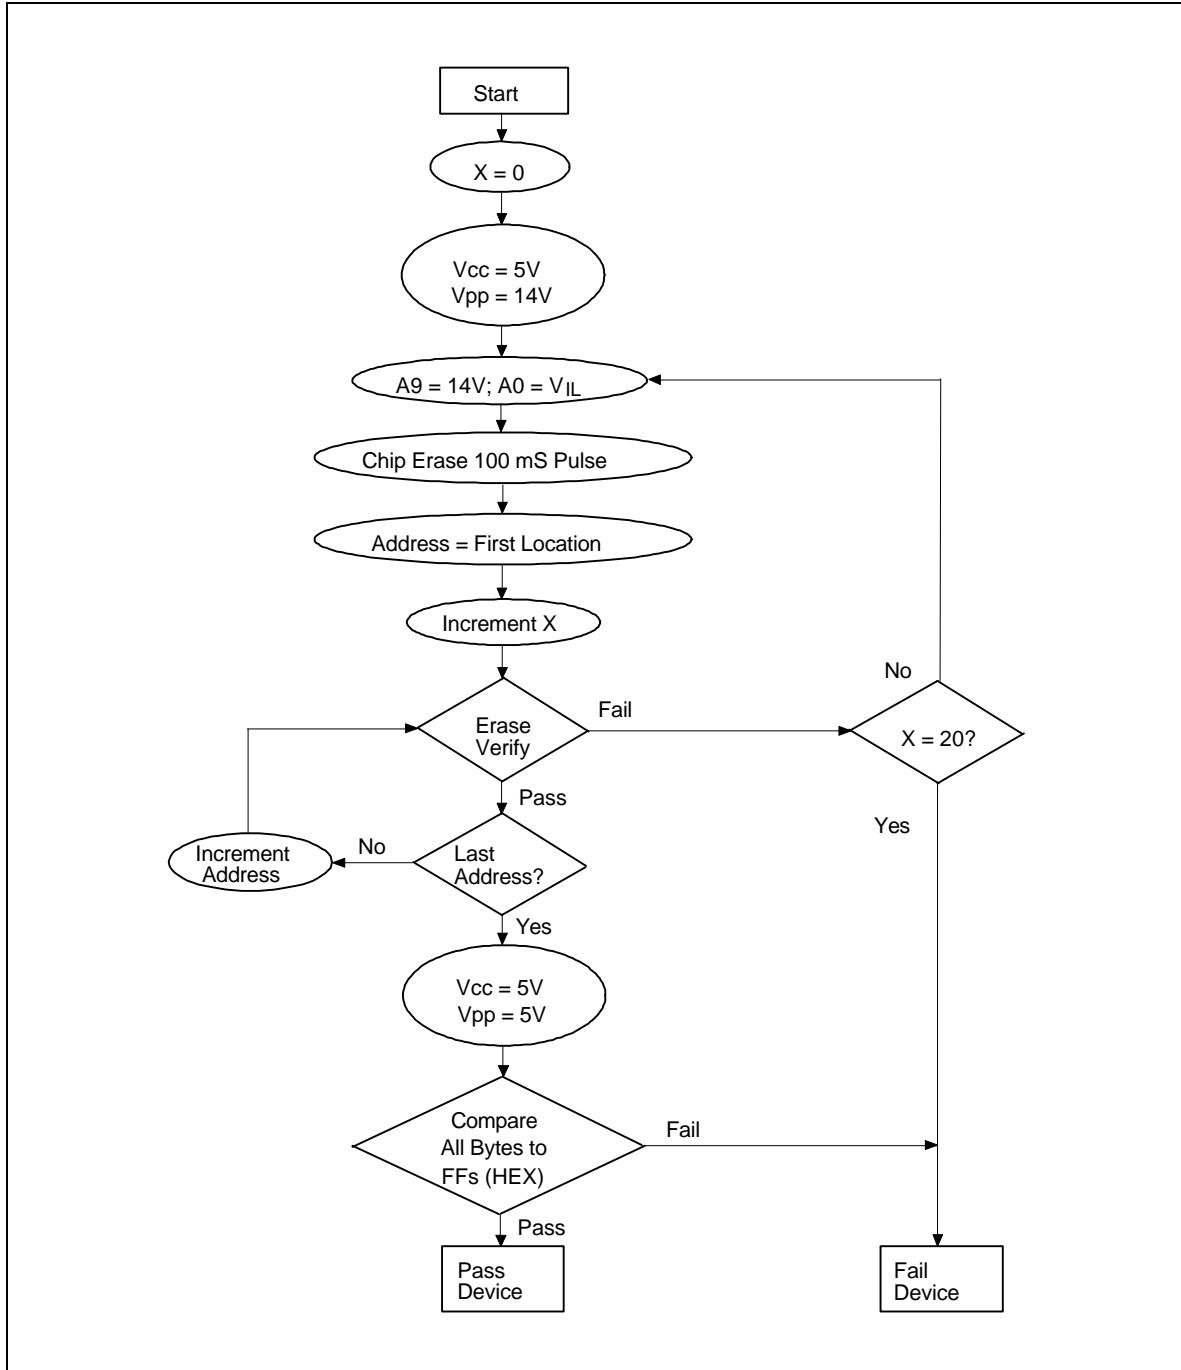 Start
X = 0
Vcc = 5V
Vpp = 14V
A9 = 14V; A0 = VIL
Chip Erase 100 mS Pulse
Address = First Location
Increment X
No
Erase
Verify
Fail
X = 20?
Pass
Yes
Increment
Address
No
Last
Address?
Yes
Vcc = 5V
Vpp = 5V
Compare
All Bytes to
FFs (HEX)
Fail
Pass
Pass
Device
Fail
Device